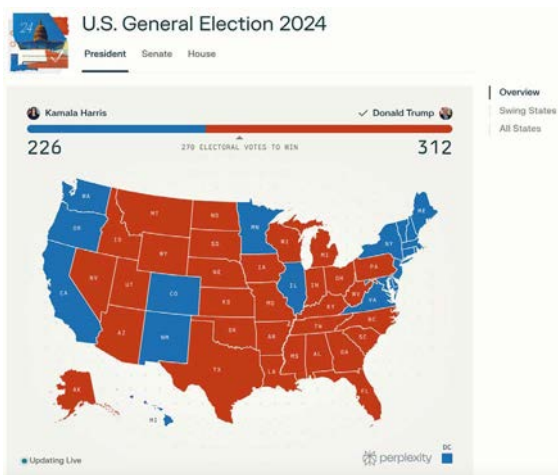 24
U.S. General Election 2024
President Senate House
Overview
Swing States
All States
Kamala Harris
Donald Trump
226
270 ELECTORAL VOTES TO WIN
312
WA
MT
ND
MN
ME
OR
ID
SD
WI
MI
NY
WY
IA
PA
NV
NE
IL
IN
OH
UT
CO
KS
MO
KY
WV
VA
CA
AZ
NM
OK
AR
TN
NC
SC
TX
LA
MS
AL
GA
FL
AK
HI
DC
Updating Live
perplexity